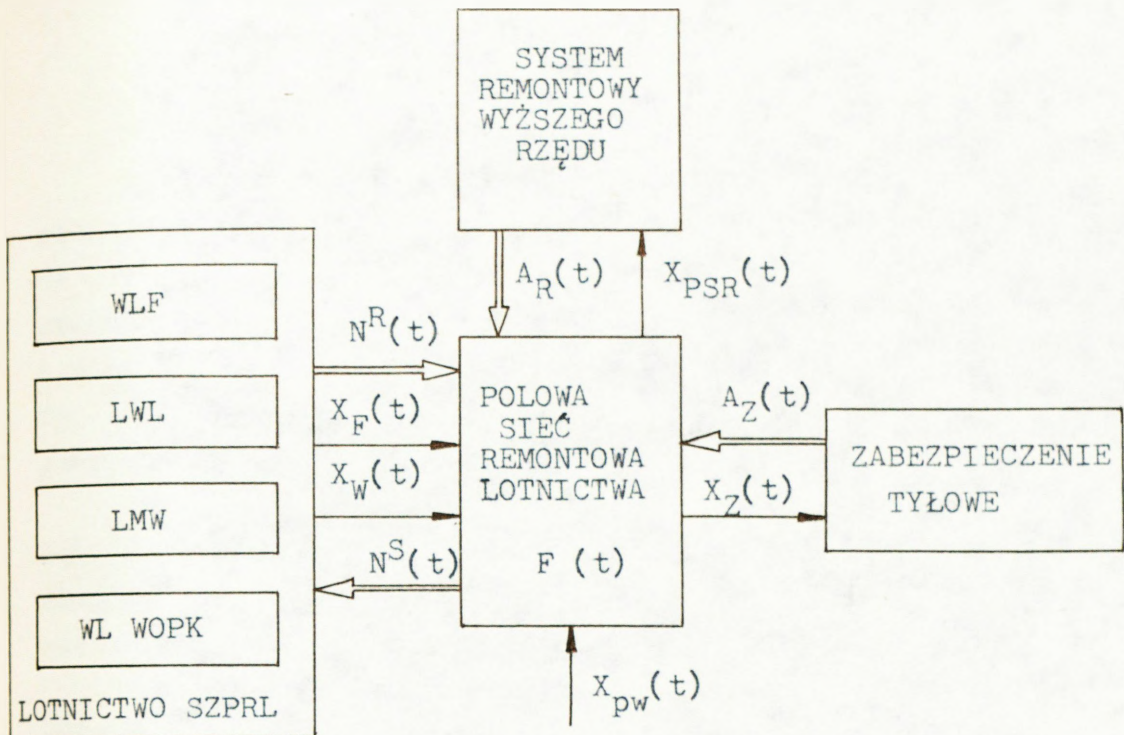 SYSTEM
REMONTOWY
WYŻSZEGO
RZĘDU
A_R(t)
X_PSR(t)
WLF
LWL
LMW
WL WOPK
LOTNICTWO SZPRL
N^R(t)
X_F(t)
X_W(t)
N^S(t)
POLOWA
SIEĆ
REMONTOWA
LOTNICTWA
F (t)
A_Z(t)
X_Z(t)
ZABEZPIECZENIE
TYŁOWE
X_pw(t)